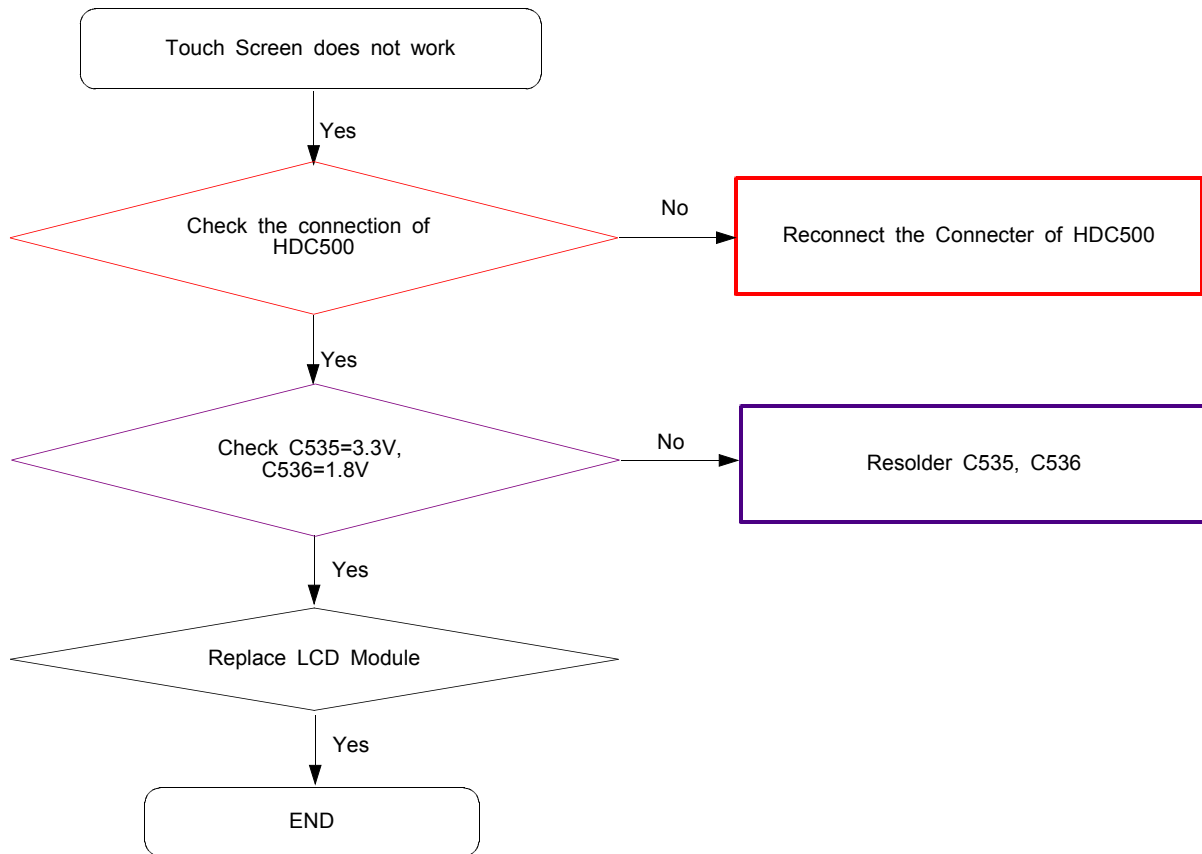 Touch Screen does not work
Yes
Check the connection of
HDC500
No
Reconnect the Connecter of HDC500
Yes
Check C535=3.3V,
C536=1.8V
No
Resolder C535, C536
Yes
Replace LCD Module
Yes
END